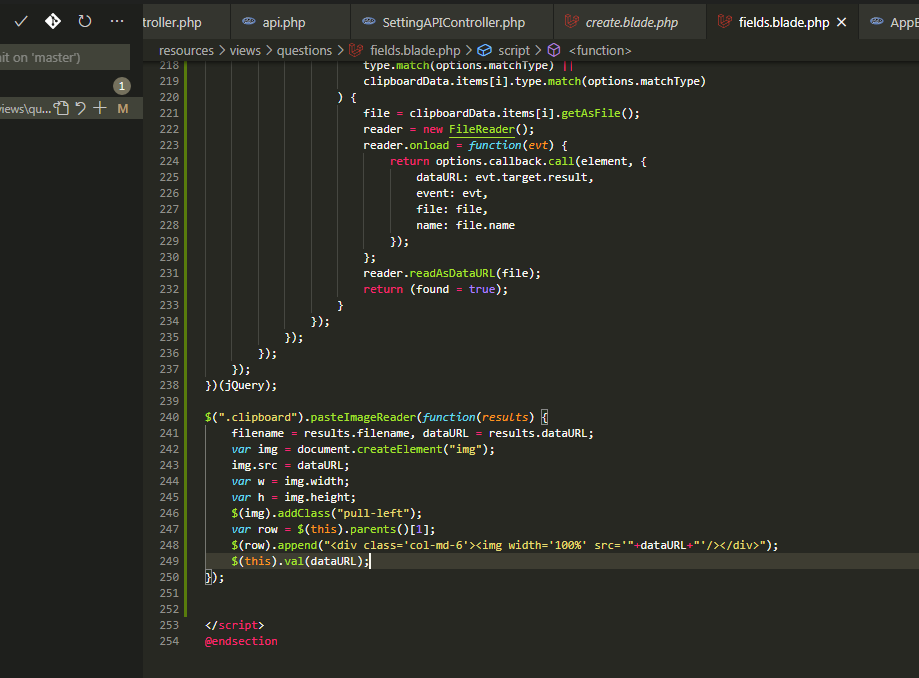 troller.php api.php SettingAPIController.php create.blade.php fields.blade.php AppE
resources > views > questions > fields.blade.php > script > <function>
it on 'master')
1
views\qu... M
218 type.match(options.matchType) ||
219 clipboardData.items[i].type.match(options.matchType)
220 ) {
221 file = clipboardData.items[i].getAsFile();
222 reader = new FileReader();
223 reader.onload = function(evt) {
224 return options.callback.call(element, {
225 dataURL: evt.target.result,
226 event: evt,
227 file: file,
228 name: file.name
229 });
230 };
231 reader.readAsDataURL(file);
232 return (found = true);
233 }
234 });
235 });
236 });
237 });
238 })(jQuery);
239
240 $(".clipboard").pasteImageReader(function(results) {
241 filename = results.filename, dataURL = results.dataURL;
242 var img = document.createElement("img");
243 img.src = dataURL;
244 var w = img.width;
245 var h = img.height;
246 $(img).addClass("pull-left");
247 var row = $(this).parents()[1];
248 $(row).append("<div class='col-md-6'><img width='100%' src='"+dataURL+"'/></div>");
249 $(this).val(dataURL);
250 });
251
252
253 </script>
254 @endsection